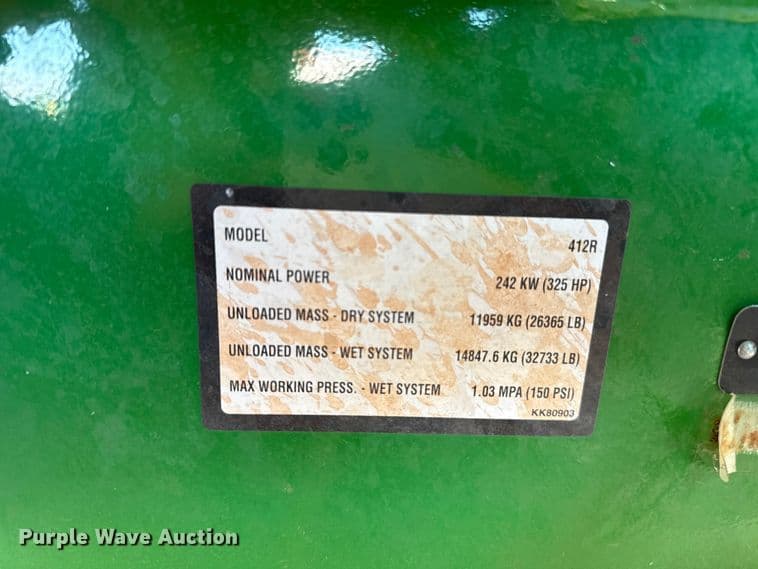 MODEL 412R
NOMINAL POWER 242 KW (325 HP)
UNLOADED MASS - DRY SYSTEM 11959 KG (26365 LB)
UNLOADED MASS - WET SYSTEM 14847.6 KG (32733 LB)
MAX WORKING PRESS. - WET SYSTEM 1.03 MPA (150 PSI)
KK80903
Purple Wave Auction